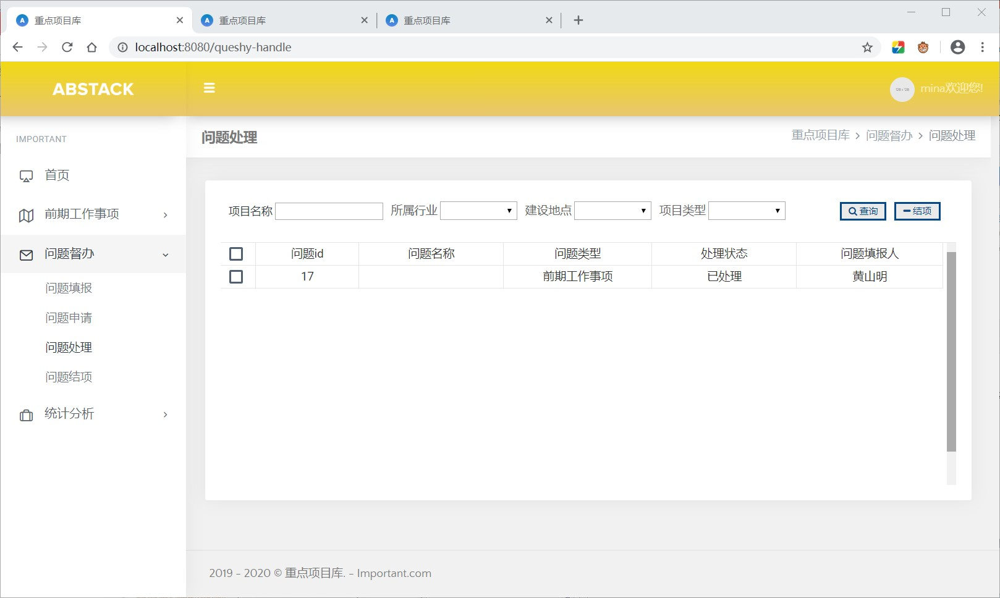 重点项目库 重点项目库 重点项目库
localhost:8080/queshy-handle
ABSTACK mina欢迎您!
IMPORTANT
问题处理 重点项目库 > 问题督办 > 问题处理
首页
前期工作事项
问题督办
问题填报
问题申请
问题处理
问题结项
统计分析
项目名称 所属行业 建设地点 项目类型 查询 结项
问题id 问题名称 问题类型 处理状态 问题填报人
17 前期工作事项 已处理 黄山明
2019 - 2020 © 重点项目库. - Important.com